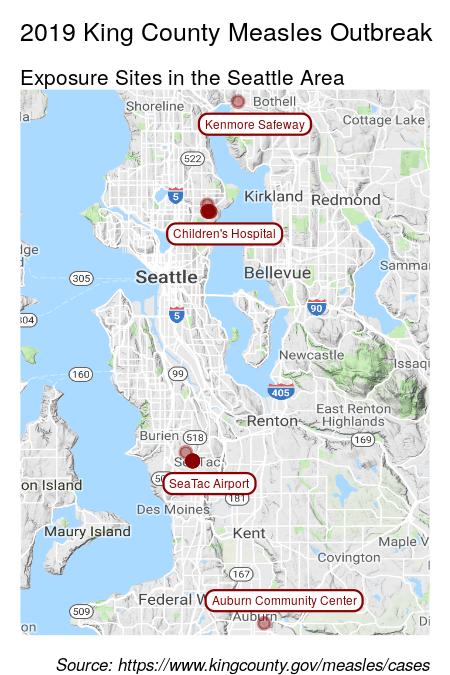 2019 King County Measles Outbreak
Exposure Sites in the Seattle Area
Shoreline
Bothell
Kenmore Safeway
Cottage Lake
522
5
Kirkland
Redmond
Children's Hospital
Seattle
Bellevue
Samma
305
5
90
304
Newcastle
Issaq
160
99
405
East Renton
Highlands
Renton
Burien
518
169
SeaTac
SeaTac Airport
on Island
181
Des Moines
Maury Island
Kent
Maple V
Covington
167
Federal W
Auburn Community Center
509
Auburn
on
Source: https://www.kingcounty.gov/measles/cases